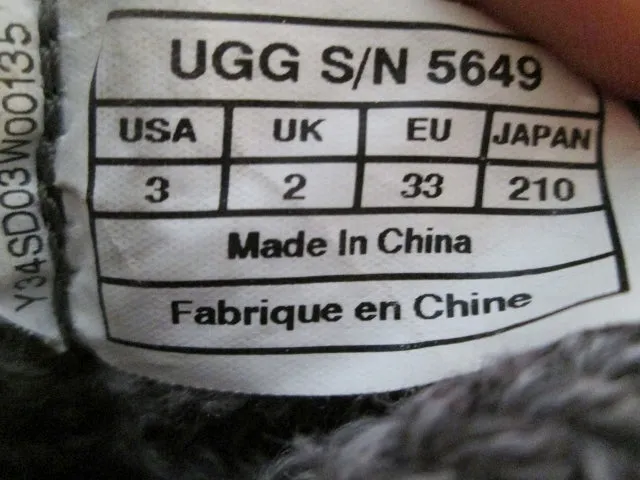 UGG S/N 5649
USA UK EU JAPAN
3 2 33 210
Made In China
Fabrique en Chine
Y34SD03W00135